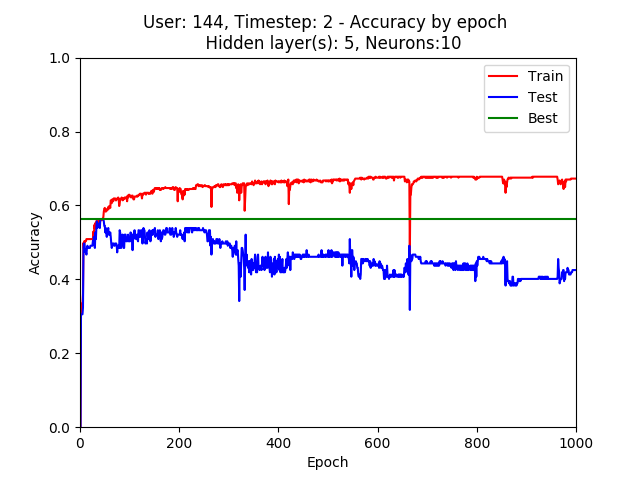 User: 144, Timestep: 2 - Accuracy by epoch
Hidden layer(s): 5, Neurons:10
1.0
0.8
0.6
0.4
0.2
0.0
Accuracy
Train
Test
Best
0 200 400 600 800 1000
Epoch